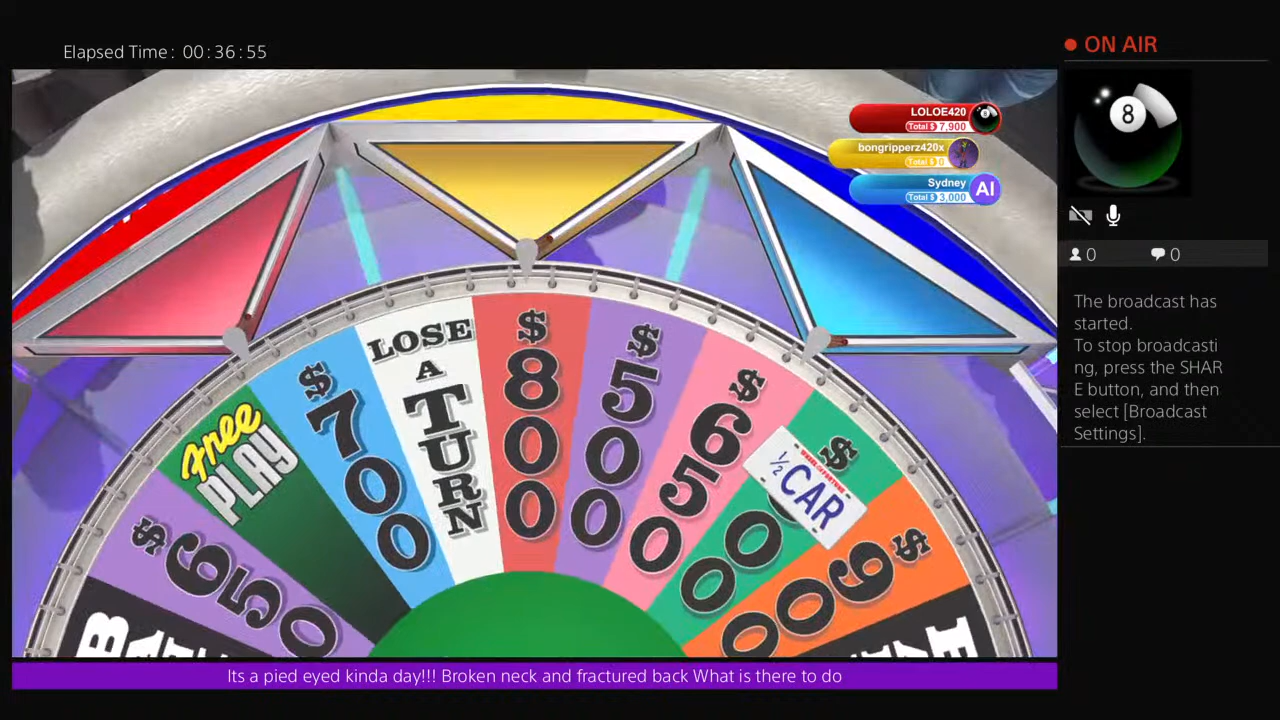 Elapsed Time: 00:36:55
ON AIR
LOLOE420
Total $ 7,900
bongripperz420x
Total $ 0
Sydney
Total $ 3,000
AI
8
0
0
The broadcast has
started.
To stop broadcasti
ng, press the SHAR
E button, and then
select [Broadcast
Settings].
$650
Free
PLAY
$700
LOSE
A
TURN
$800
$500
$650
$
00
½
CAR
$900
Its a pied eyed kinda day!!! Broken neck and fractured back What is there to do